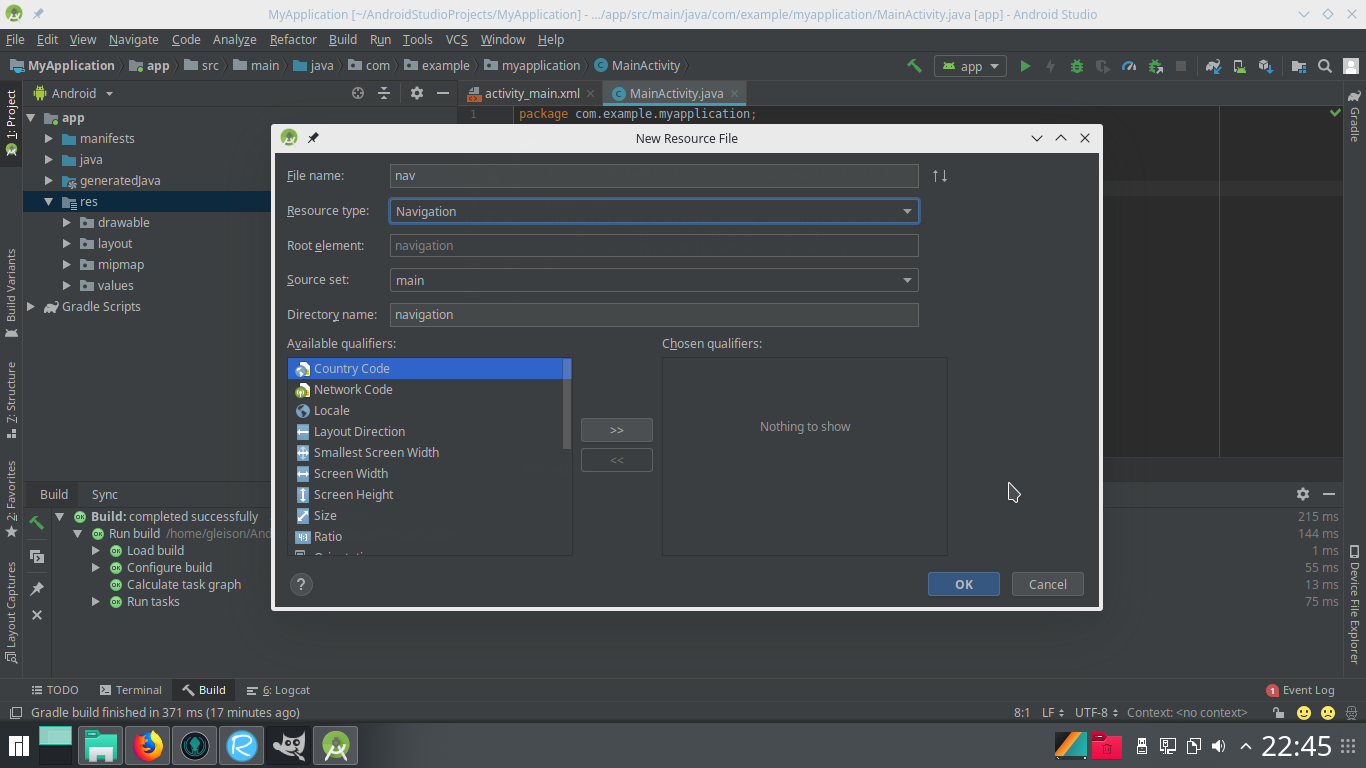 MyApplication [~/AndroidStudioProjects/MyApplication] - .../app/src/main/java/com/example/myapplication/MainActivity.java [app] - Android Studio
File Edit View Navigate Code Analyze Refactor Build Run Tools VCS Window Help
MyApplication app src main java com example myapplication MainActivity app
1: Project
Build Variants
7: Structure
2: Favorites
Layout Captures
Android
app
manifests
java
generatedJava
res
drawable
layout
mipmap
values
Gradle Scripts
activity_main.xml MainActivity.java
1 package com.example.myapplication;
Gradle
Device File Explorer
New Resource File
File name: nav
Resource type: Navigation
Root element: navigation
Source set: main
Directory name: navigation
Available qualifiers: Chosen qualifiers:
Country Code
Network Code
Locale
Layout Direction
Smallest Screen Width
Screen Width
Screen Height
Size
Ratio
>>
<<
Nothing to show
? OK Cancel
Build Sync
Build: completed successfully 215 ms
Run build /home/gleison/And 144 ms
Load build 1 ms
Configure build 55 ms
Calculate task graph 13 ms
Run tasks 75 ms
TODO Terminal Build 6: Logcat 1 Event Log
Gradle build finished in 371 ms (17 minutes ago) 8:1 LF UTF-8 Context: <no context>
22:45